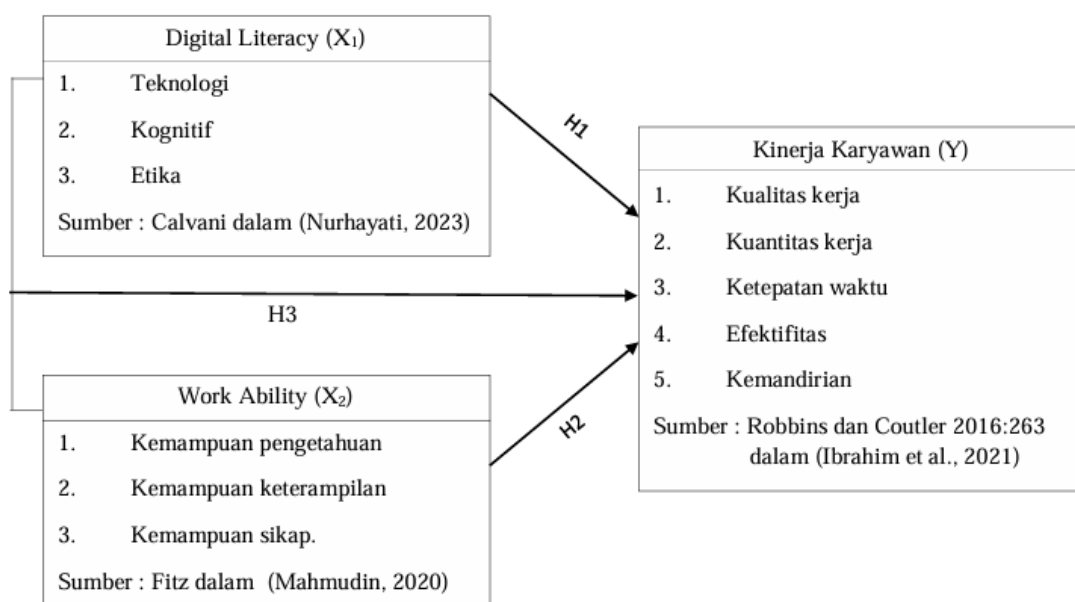 Digital Literacy (X₁)
1. Teknologi
2. Kognitif
3. Etika
Sumber : Calvani dalam (Nurhayati, 2023)
H1
Kinerja Karyawan (Y)
1. Kualitas kerja
2. Kuantitas kerja
3. Ketepatan waktu
4. Efektifitas
5. Kemandirian
Sumber : Robbins dan Coutler 2016:263
dalam (Ibrahim et al., 2021)
H3
Work Ability (X₂)
1. Kemampuan pengetahuan
2. Kemampuan keterampilan
3. Kemampuan sikap.
Sumber : Fitz dalam (Mahmudin, 2020)
H2